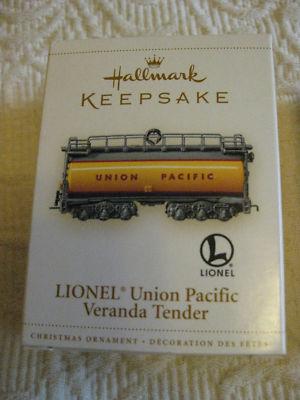 Hallmark
KEEPSAKE
UNION PACIFIC
L
LIONEL
LIONEL® Union Pacific
Veranda Tender
CHRISTMAS ORNAMENT • DÉCORATION DES FÊTES